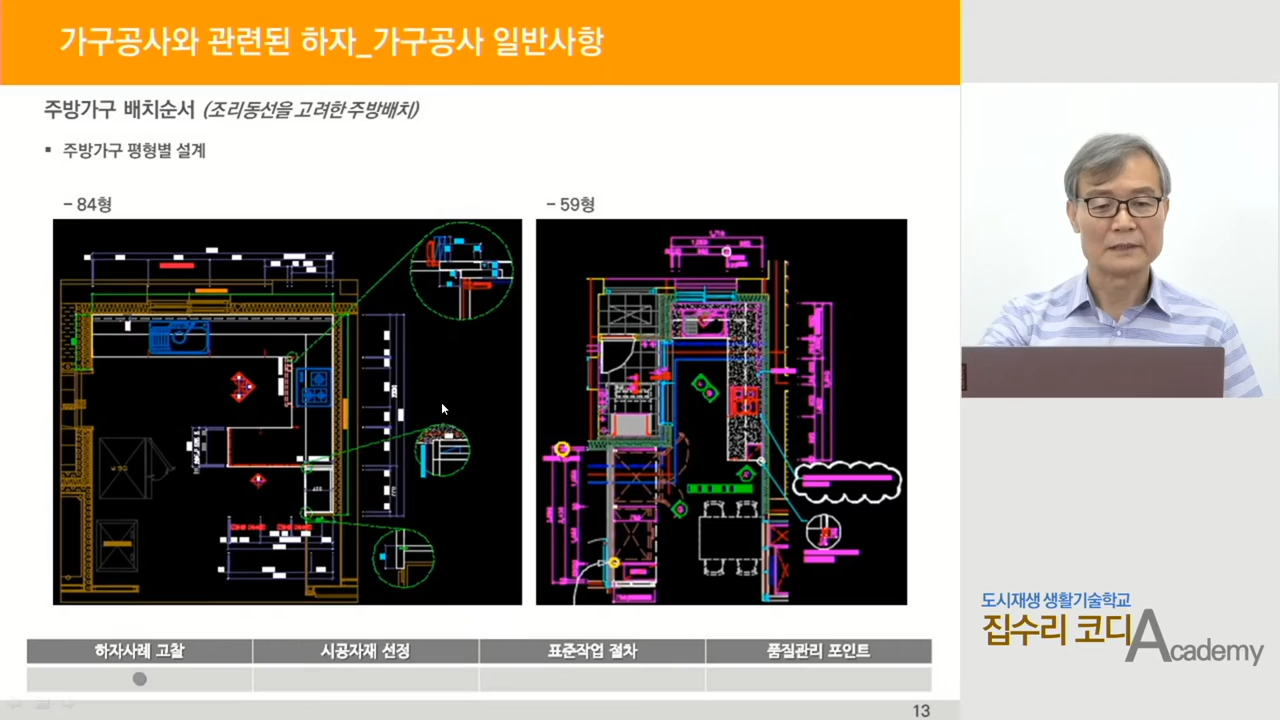 가구공사와 관련된 하자_가구공사 일반사항
주방가구 배치순서 (조리동선을 고려한 주방배치)
▪ 주방가구 평형별 설계
- 84형
- 59형
하자사례 고찰
시공자재 선정
표준작업 절차
품질관리 포인트
13
도시재생 생활기술학교
집수리 코디 Academy